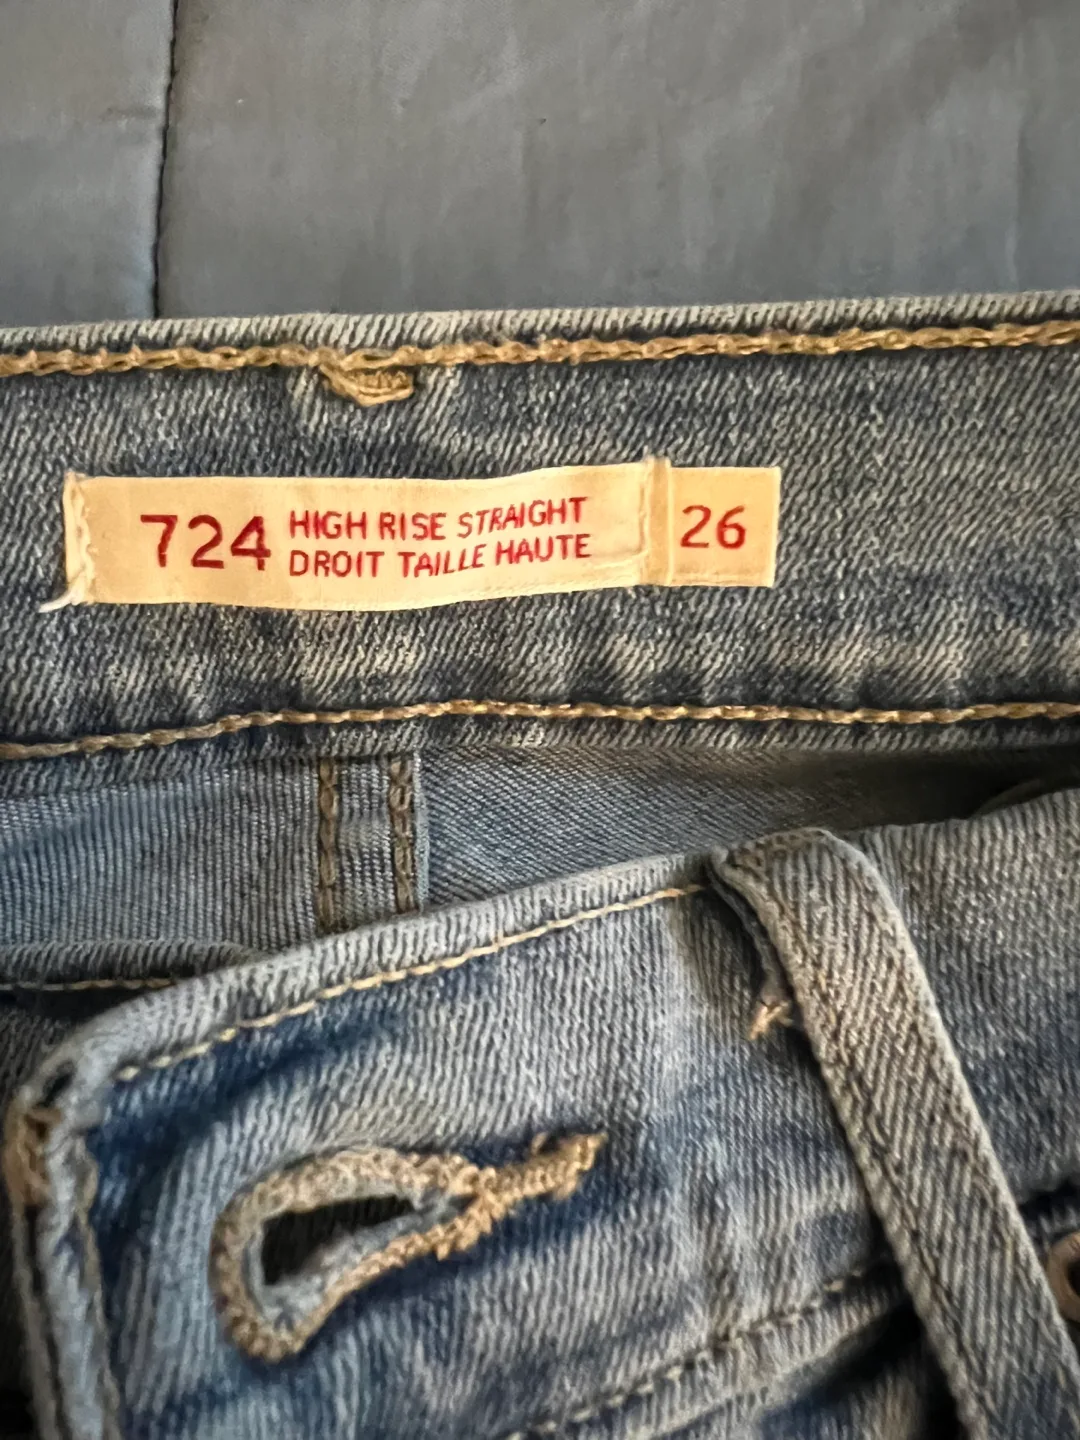 724 HIGH RISE STRAIGHT
DROIT TAILLE HAUTE
26